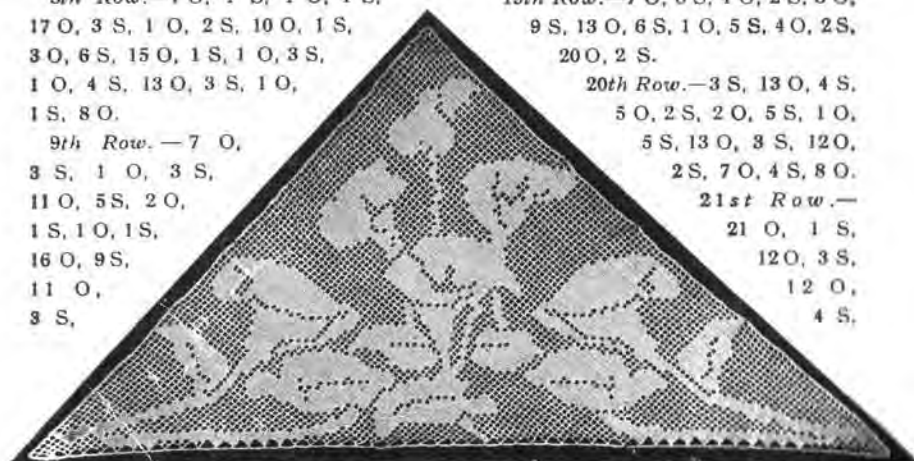 17 O, 3 S, 1 O, 2 S, 10 O, 1 S,
3 O, 6 S, 15 O, 1 S, 1 O, 3 S,
1 O, 4 S, 13 O, 3 S, 1 O,
1 S, 8 O.
9th Row. — 7 O,
3 S, 1 O, 3 S,
11 O, 5 S, 2 O,
1 S, 1 O, 1 S,
16 O, 9 S,
11 O,
3 S,
9 S, 13 O, 6 S, 1 O, 5 S, 4 O, 2 S,
20 O, 2 S.
20th Row.—3 S, 13 O, 4 S,
5 O, 2 S, 2 O, 5 S, 1 O,
5 S, 13 O, 3 S, 12 O,
2 S, 7 O, 4 S, 8 O.
21st Row.—
21 O, 1 S,
12 O, 3 S,
12 O,
4 S.